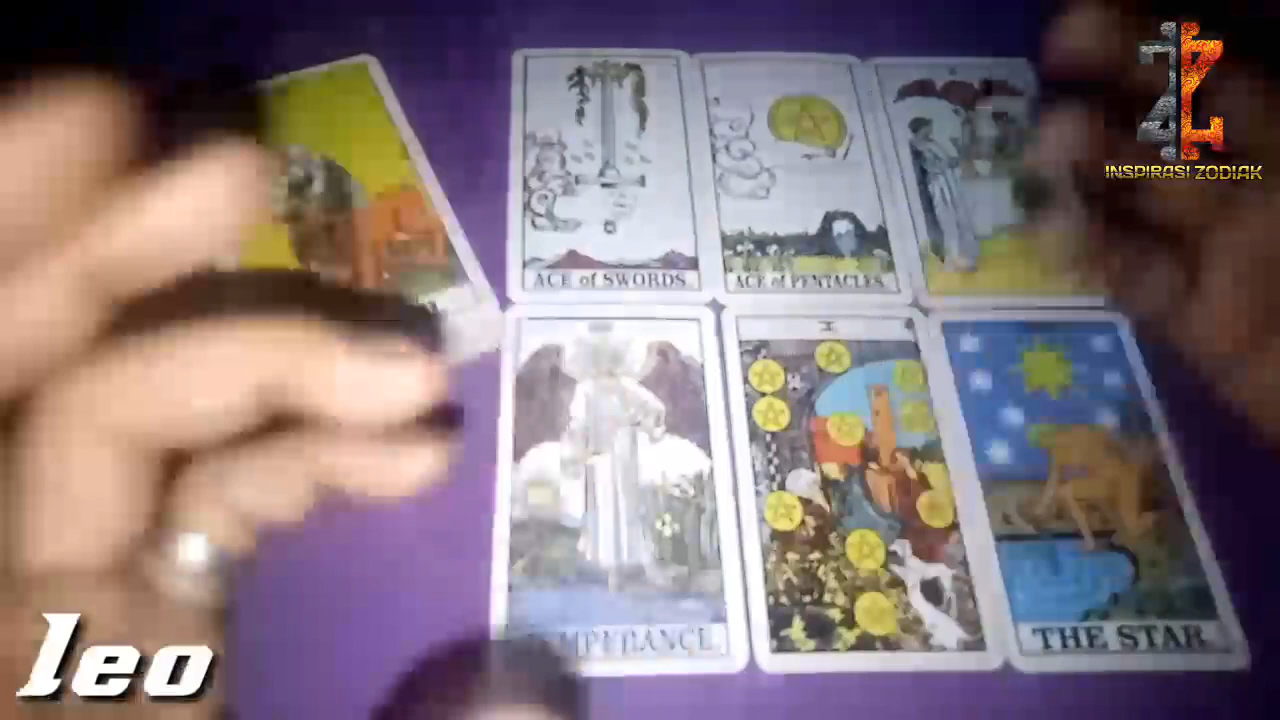 INSPIRASI ZODIAK
ACE of SWORDS
ACE of PENTACLES
X
THE STAR
leo